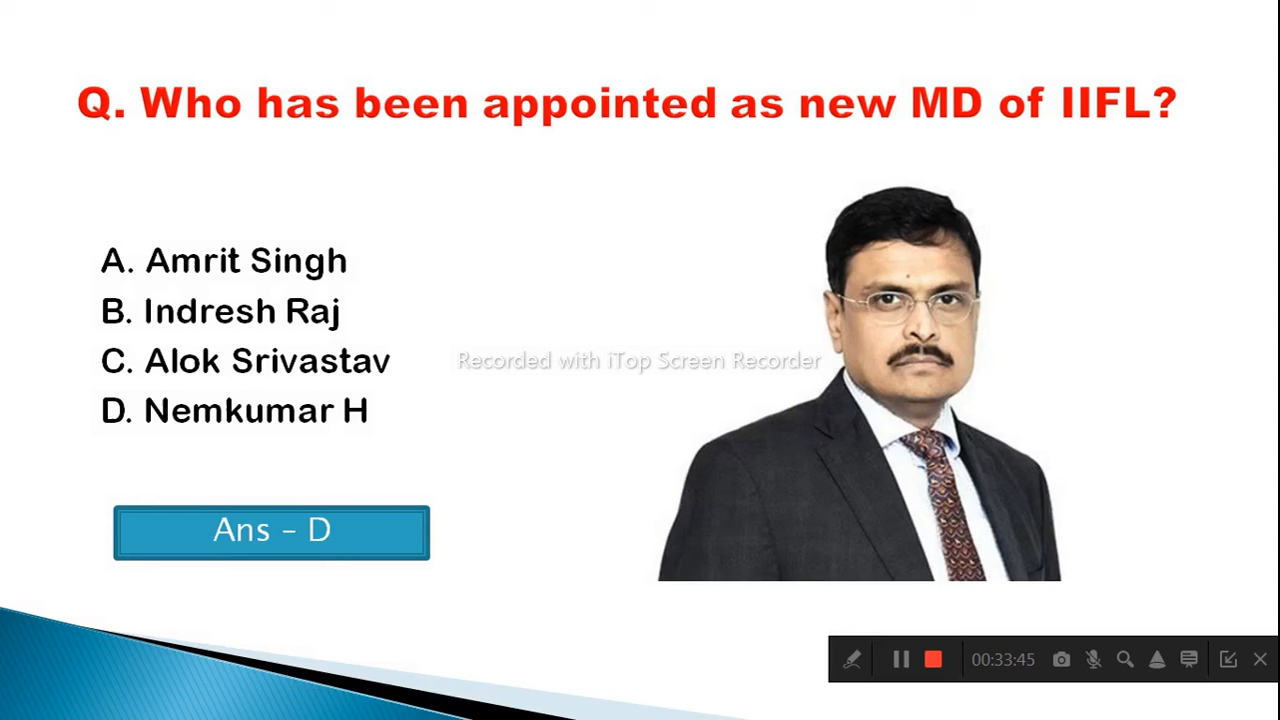 Q. Who has been appointed as new MD of IIFL?
A. Amrit Singh
B. Indresh Raj
C. Alok Srivastav
D. Nemkumar H
Recorded with iTop Screen Recorder
Ans – D
00:33:45